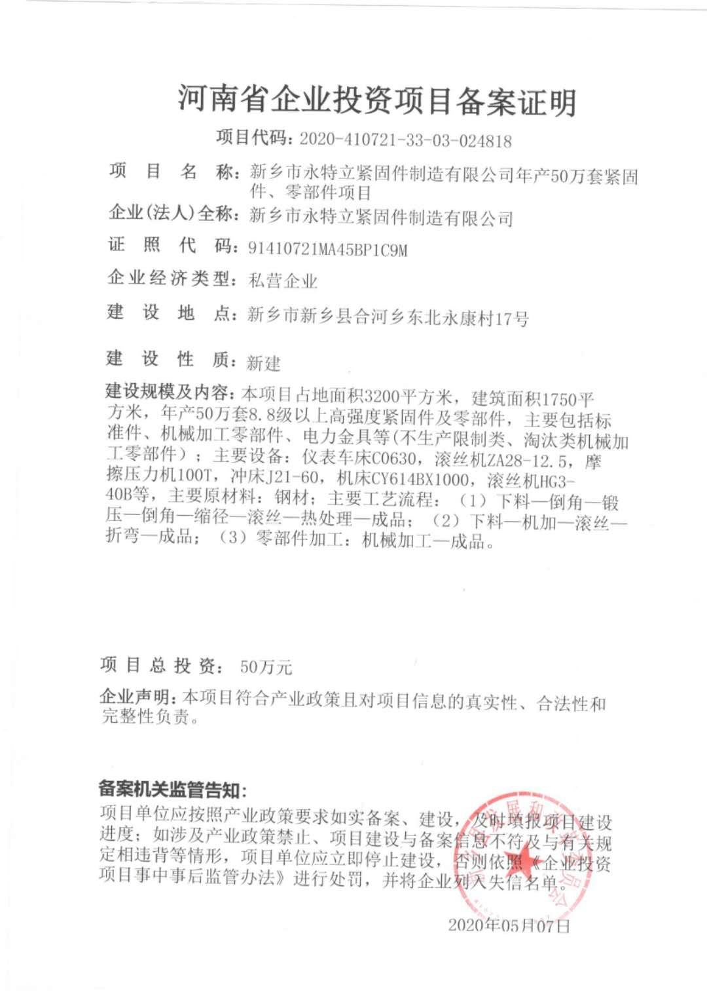 河南省企业投资项目备案证明
项目代码：2020-410721-33-03-024818
项目名称：新乡市永特立紧固件制造有限公司年产50万套紧固
件、零部件项目
企业(法人)全称：新乡市永特立紧固件制造有限公司
证照代码：91410721MA45BP1C9M
企业经济类型：私营企业
建设地点：新乡市新乡县合河乡东北永康村17号
建设性质：新建
建设规模及内容：本项目占地面积3200平方米，建筑面积1750平
方米，年产50万套8.8级以上高强度紧固件及零部件，主要包括标
准件、机械加工零部件、电力金具等(不生产限制类、淘汰类机械加
工零部件）；主要设备：仪表车床C0630，滚丝机ZA28-12.5，摩
擦压力机100T，冲床J21-60，机床CY614BX1000，滚丝机HG3-
40B等，主要原材料：钢材；主要工艺流程：（1）下料—倒角—锻
压—倒角—缩径—滚丝—热处理—成品；（2）下料—机加—滚丝—
折弯—成品；（3）零部件加工：机械加工—成品。
项目总投资：50万元
企业声明：本项目符合产业政策且对项目信息的真实性、合法性和
完整性负责。
备案机关监管告知：
项目单位应按照产业政策要求如实备案、建设，及时填报项目建设
进度；如涉及产业政策禁止、项目建设与备案信息不符及与有关规
定相违背等情形，项目单位应立即停止建设，否则依照《企业投资
项目事中事后监管办法》进行处罚，并将企业列入失信名单。
新乡县发展和改革委员会
2020年05月07日